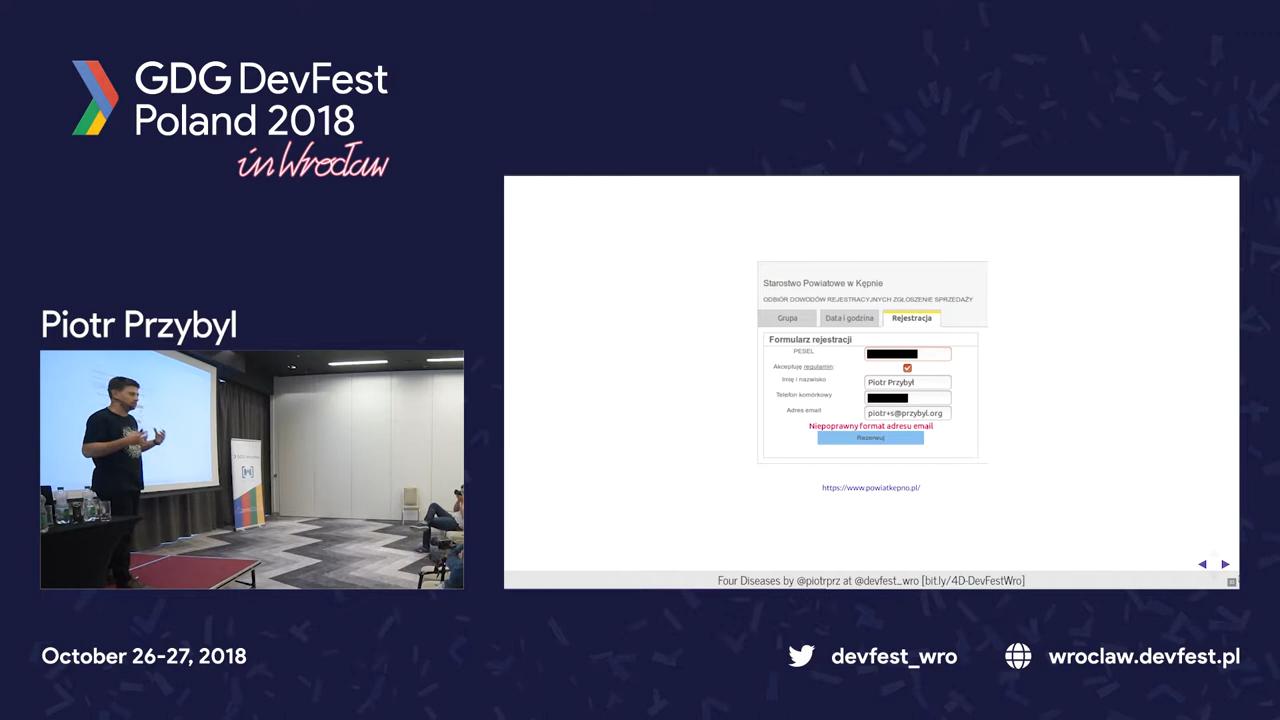 GDG DevFest
Poland 2018
in Wrocław
Piotr Przybyl
Starostwo Powiatowe w Kępnie
ODBIÓR DOWODÓW REJESTRACYJNYCH ZGŁOSZENIE SPRZEDAŻY
Grupa Data i godzina Rejestracja
Formularz rejestracji
PESEL
Akceptuję regulamin:
Imię i nazwisko Piotr Przybył
Telefon komórkowy
Adres email piotr+s@przybyl.org
Niepoprawny format adresu email
Rezerwuj
https://www.powiatkepno.pl/
Four Diseases by @piotrprz at @devfest_wro [bit.ly/4D-DevFestWro]
October 26-27, 2018
devfest_wro
wroclaw.devfest.pl